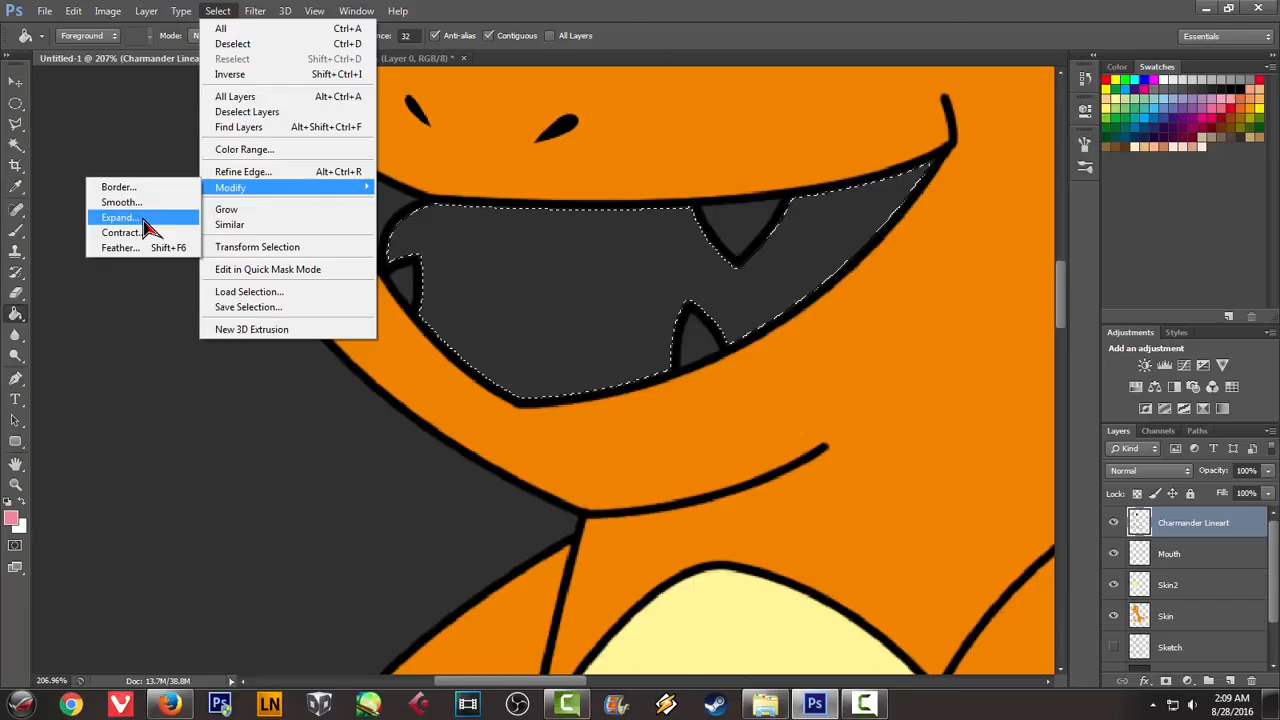 Ps File Edit Image Layer Type Select Filter 3D View Window Help
Foreground Mode: 32 Anti-alias Contiguous All Layers Essentials
Untitled-1 @ 207% (Charmander Linea (Layer 0, RGB/8) * ×
All Ctrl+A
Deselect Ctrl+D
Reselect Shift+Ctrl+D
Inverse Shift+Ctrl+I
All Layers Alt+Ctrl+A
Deselect Layers
Find Layers Alt+Shift+Ctrl+F
Color Range...
Refine Edge... Alt+Ctrl+R
Modify
Grow
Similar
Transform Selection
Edit in Quick Mask Mode
Load Selection...
Save Selection...
New 3D Extrusion
Border...
Smooth...
Expand...
Contract...
Feather... Shift+F6
Color Swatches
Adjustments Styles
Add an adjustment
Layers Channels Paths
Kind
Normal Opacity: 100%
Lock: Fill: 100%
Charmander Lineart
Mouth
Skin2
Skin
Sketch
fx
206.96% Doc: 13.7M/38.8M
LN Ps
2:09 AM
8/28/2016